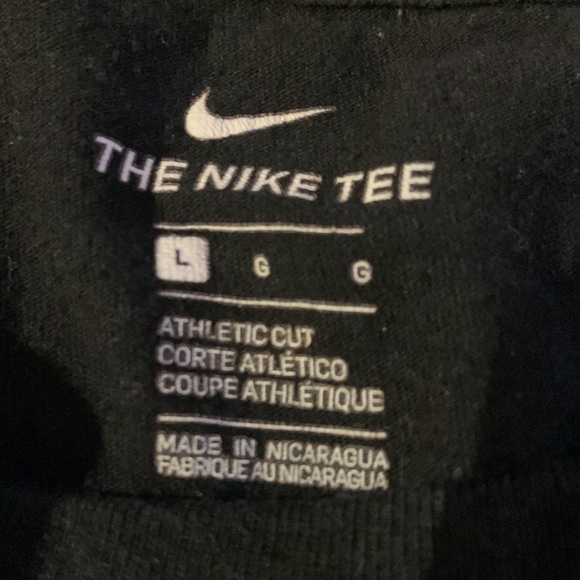 THE NIKE TEE
L G G
ATHLETIC CUT
CORTE ATLÉTICO
COUPE ATHLÉTIQUE
MADE IN NICARAGUA
FABRIQUE AU NICARAGUA